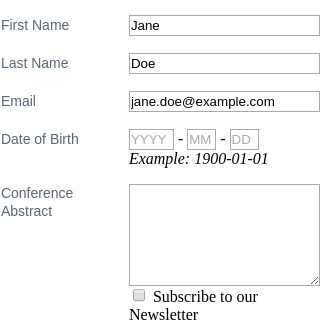 First Name Jane
Last Name Doe
Email jane.doe@example.com
Date of Birth YYYY - MM - DD
Example: 1900-01-01
Conference
Abstract
Subscribe to our
Newsletter